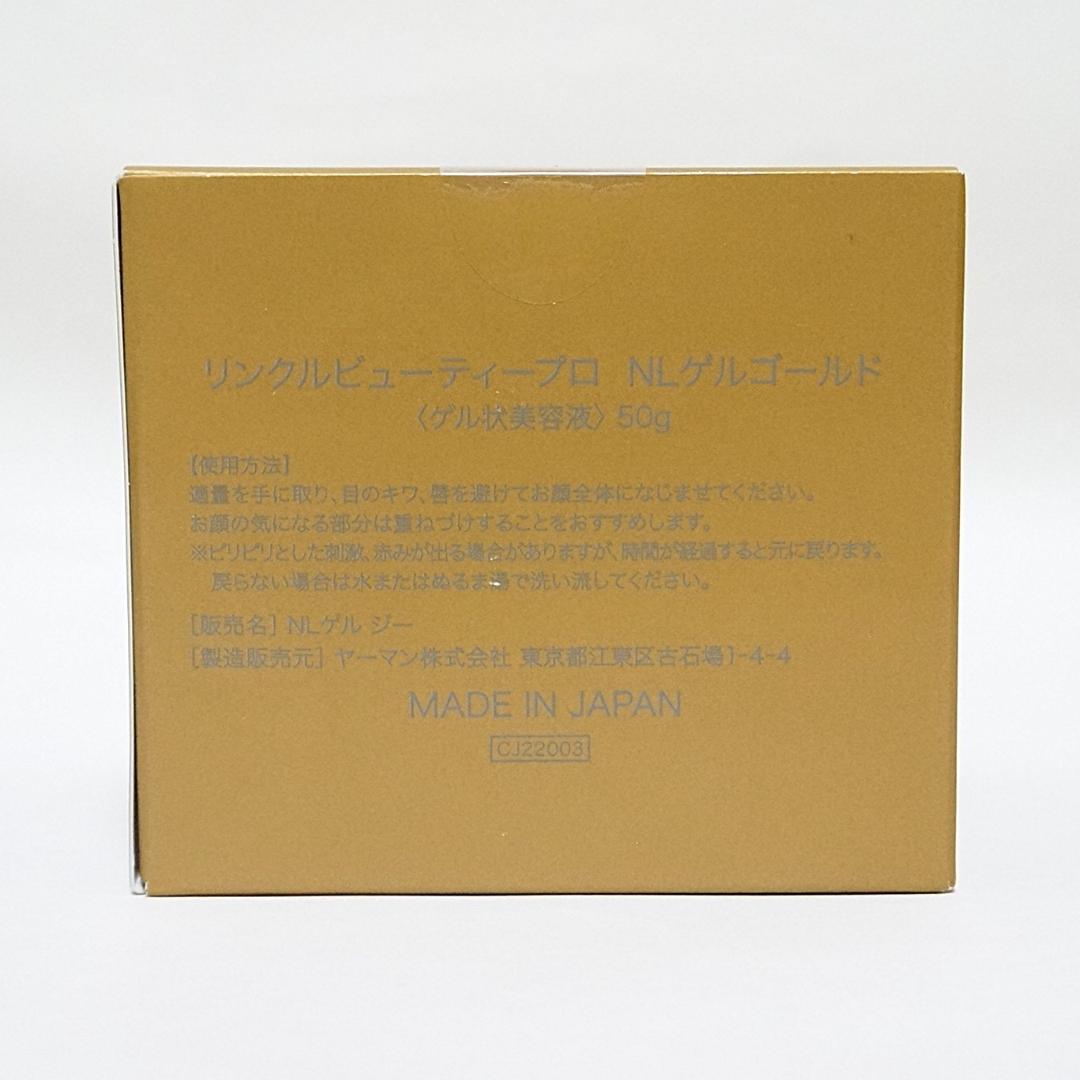 リンクルビューティープロ NLゲルゴールド
〈ゲル状美容液〉50g
【使用方法】
適量を手に取り、目のキワ、唇を避けてお顔全体になじませてください。
お顔の気になる部分は重ねづけすることをおすすめします。
※ピリピリとした刺激、赤みが出る場合がありますが、時間が経過すると元に戻ります。
戻らない場合は水またはぬるま湯で洗い流してください。
［販売名］NLゲル ジー
［製造販売元］ヤーマン株式会社 東京都江東区古石場1-4-4
MADE IN JAPAN
CJ22003